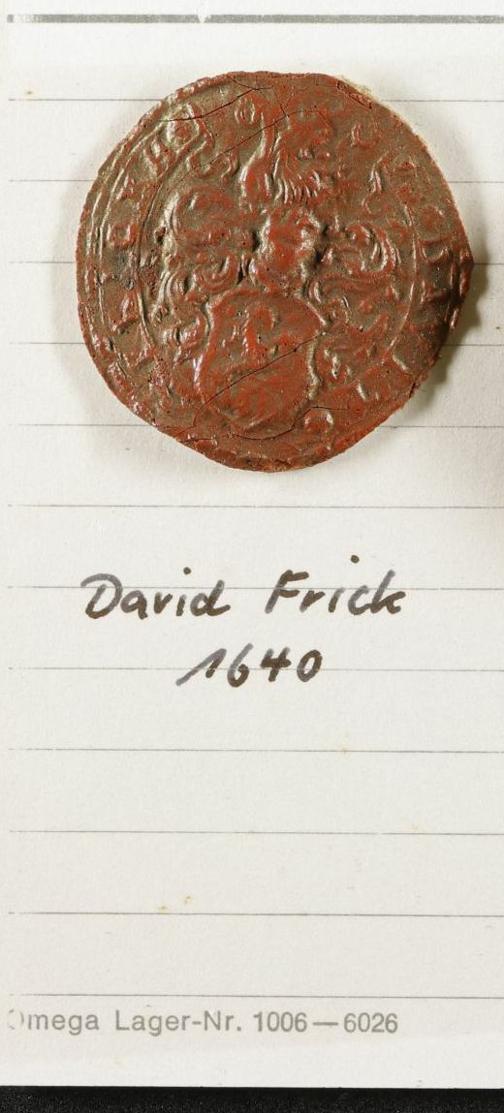 David Frick
1640
Omega Lager-Nr. 1006—6026